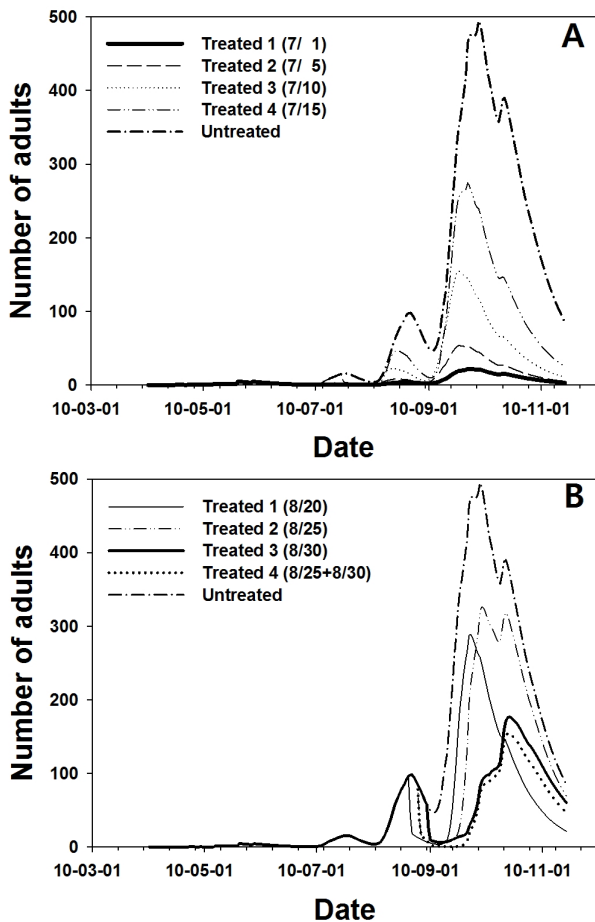 A
Treated 1 (7/ 1)
Treated 2 (7/ 5)
Treated 3 (7/10)
Treated 4 (7/15)
Untreated
Number of adults
500
400
300
200
100
0
10-03-01 10-05-01 10-07-01 10-09-01 10-11-01
Date
B
Treated 1 (8/20)
Treated 2 (8/25)
Treated 3 (8/30)
Treated 4 (8/25+8/30)
Untreated
Number of adults
500
400
300
200
100
0
10-03-01 10-05-01 10-07-01 10-09-01 10-11-01
Date